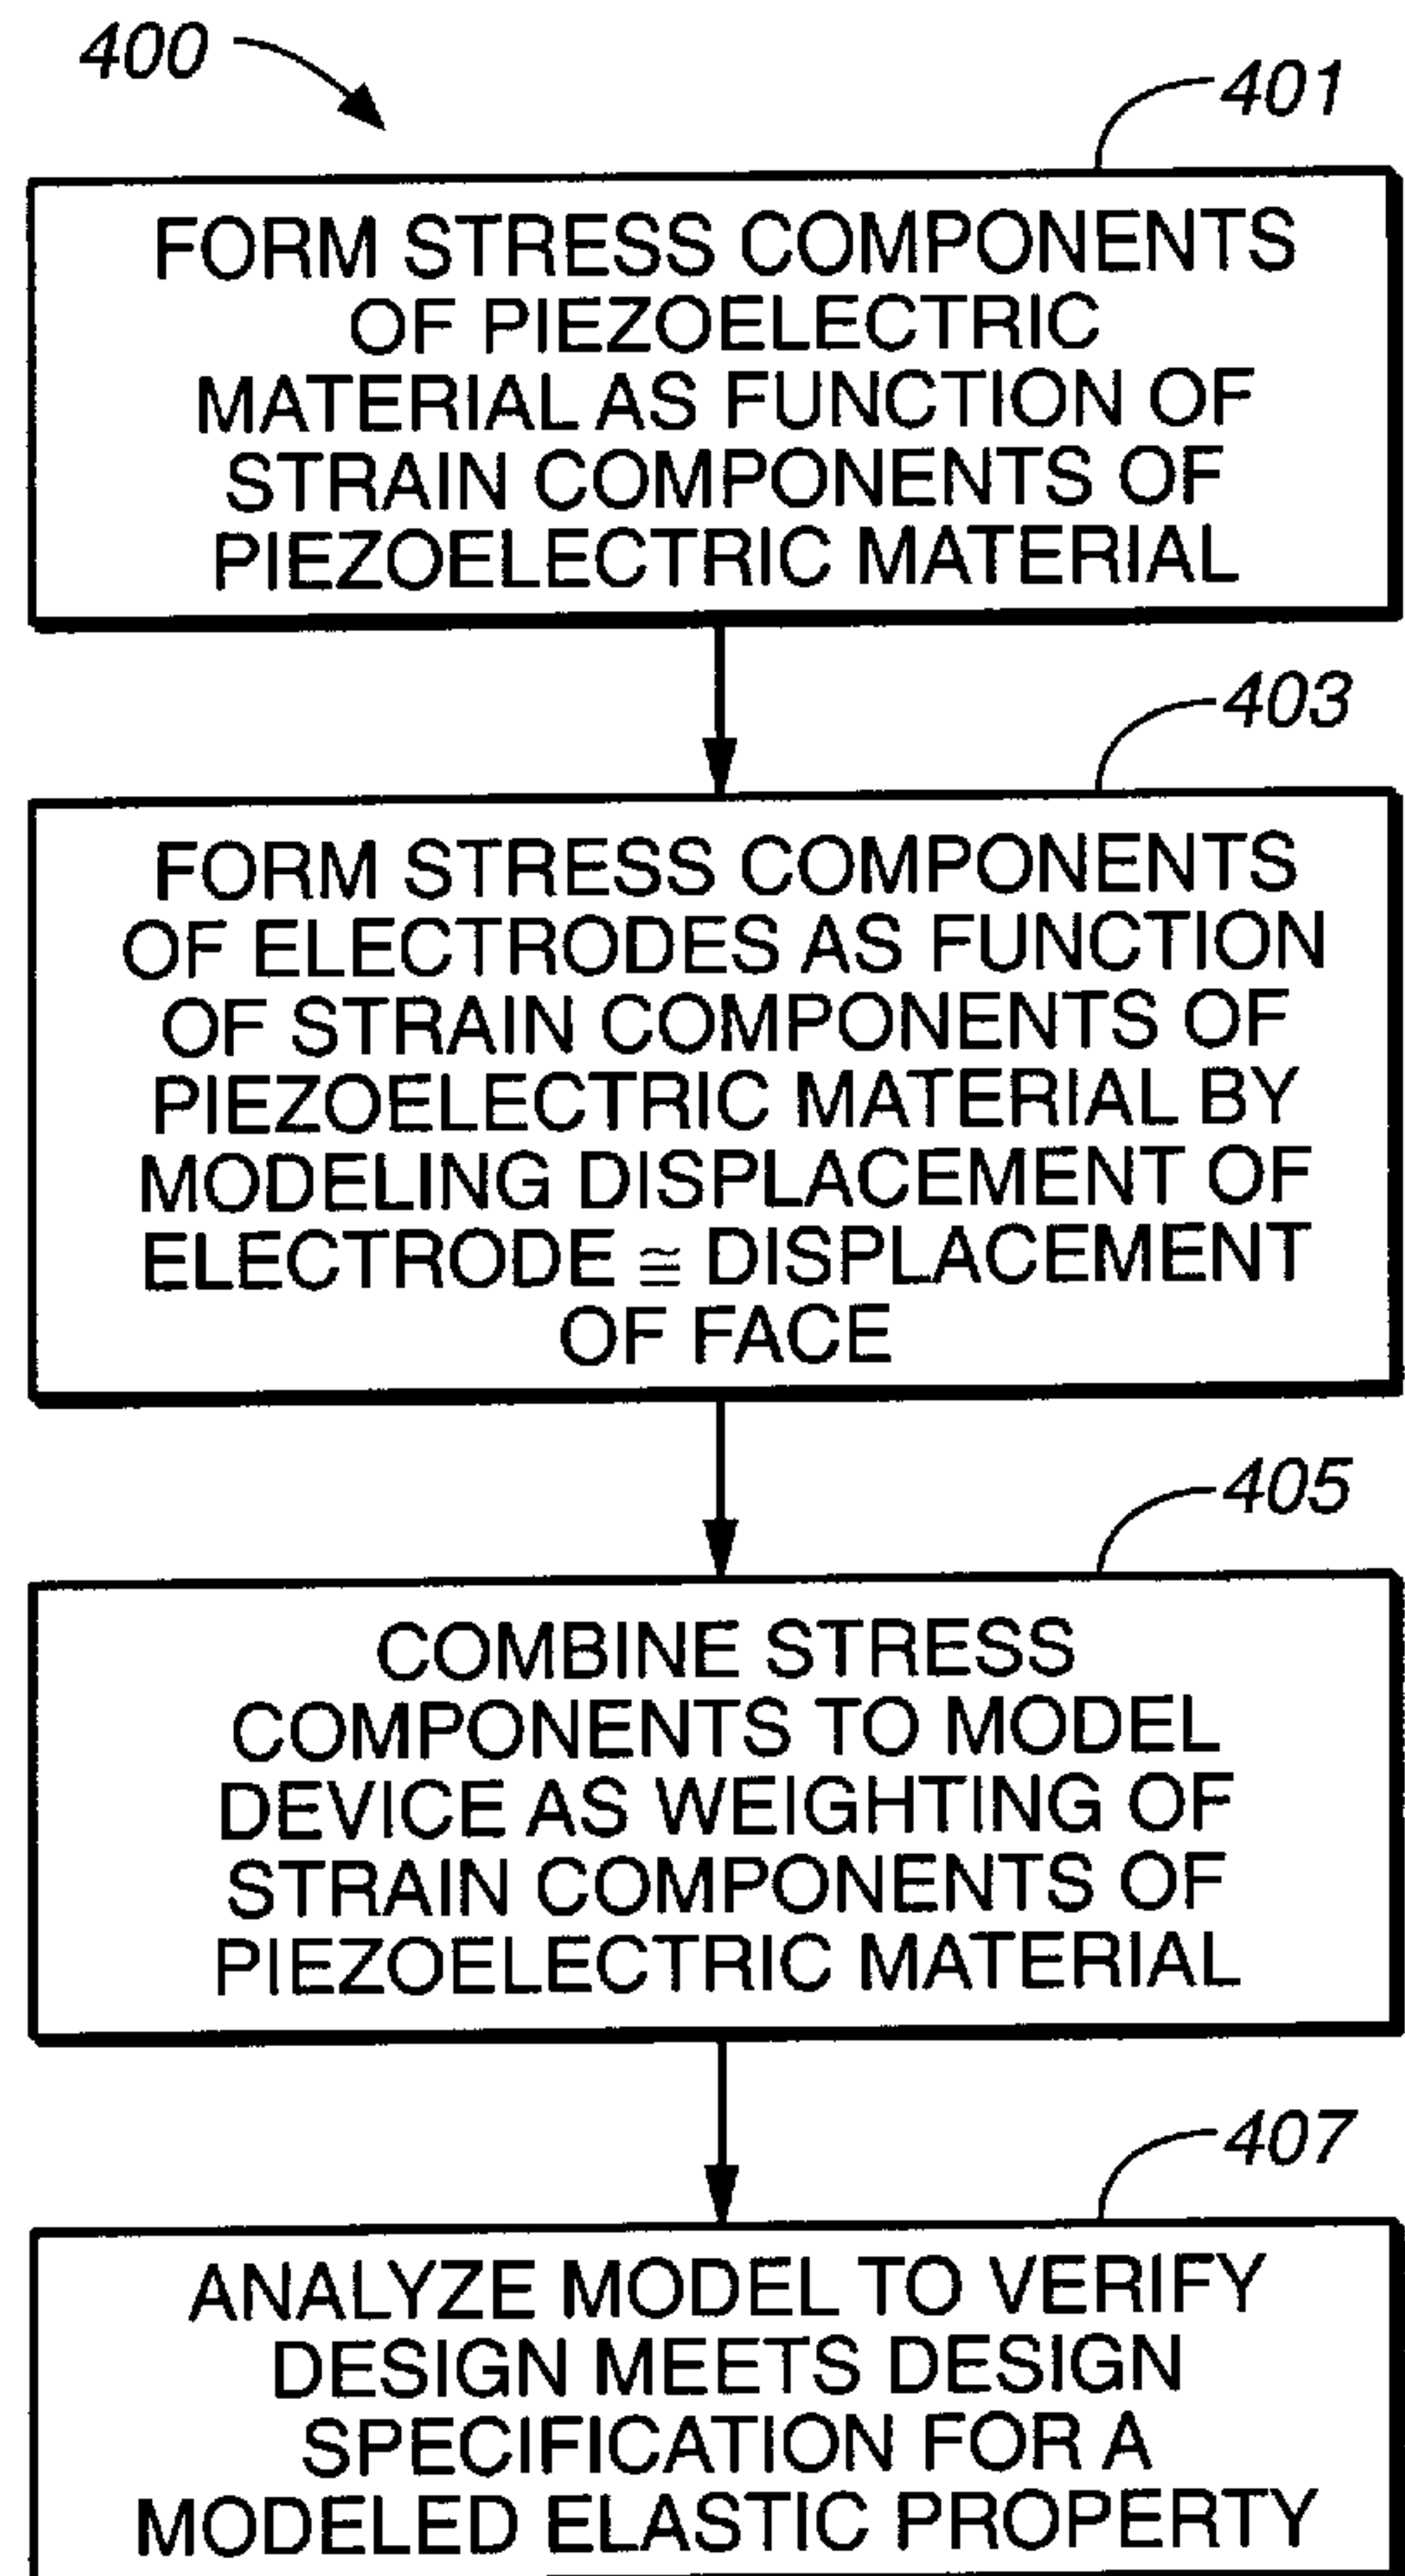 400
401
FORM STRESS COMPONENTS
OF PIEZOELECTRIC
MATERIAL AS FUNCTION OF
STRAIN COMPONENTS OF
PIEZOELECTRIC MATERIAL
403
FORM STRESS COMPONENTS
OF ELECTRODES AS FUNCTION
OF STRAIN COMPONENTS OF
PIEZOELECTRIC MATERIAL BY
MODELING DISPLACEMENT OF
ELECTRODE ≅ DISPLACEMENT
OF FACE
405
COMBINE STRESS
COMPONENTS TO MODEL
DEVICE AS WEIGHTING OF
STRAIN COMPONENTS OF
PIEZOELECTRIC MATERIAL
407
ANALYZE MODEL TO VERIFY
DESIGN MEETS DESIGN
SPECIFICATION FOR A
MODELED ELASTIC PROPERTY